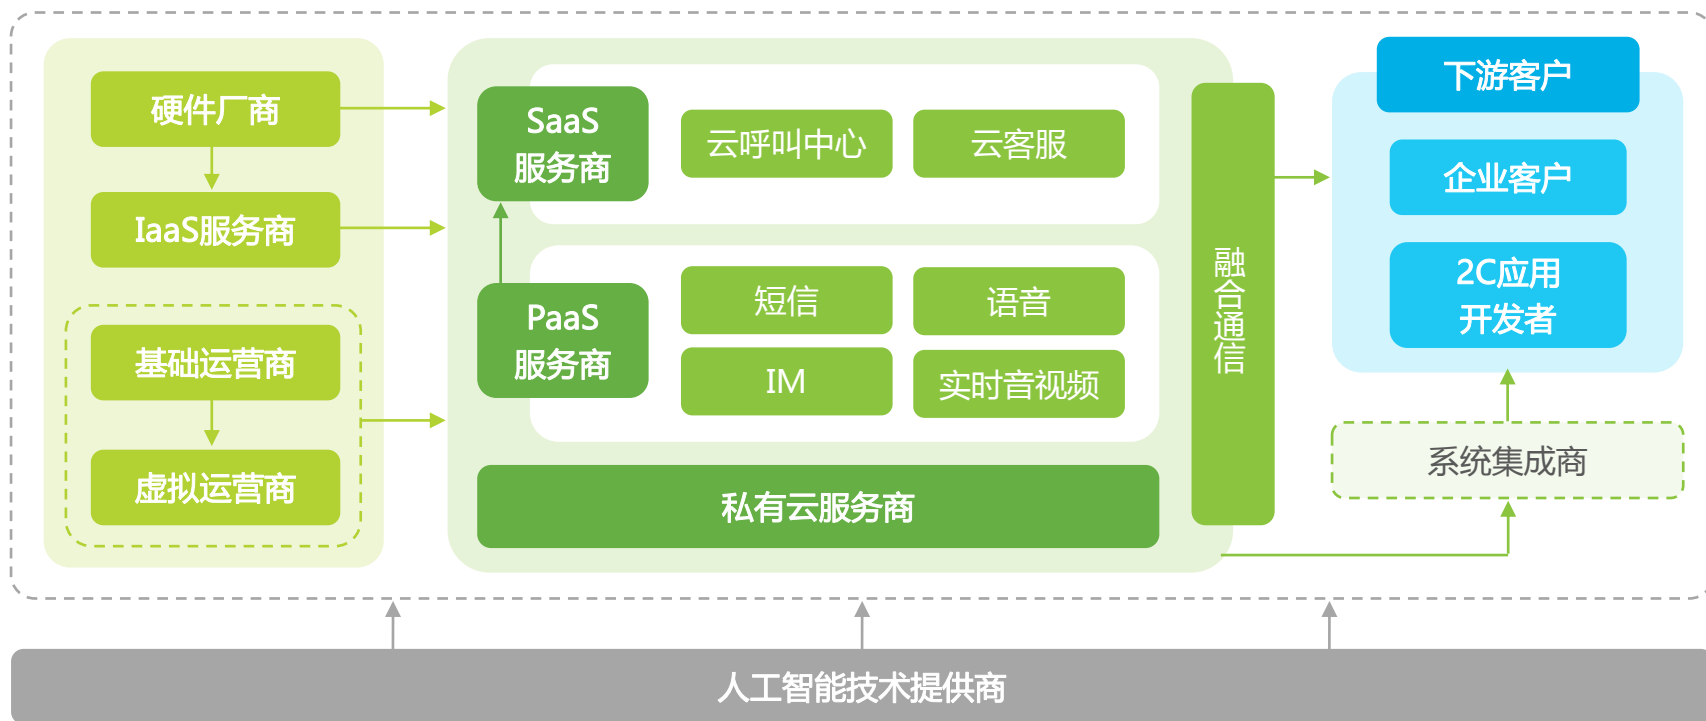 硬件厂商
IaaS服务商
基础运营商
虚拟运营商
SaaS
服务商
云呼叫中心
云客服
PaaS
服务商
短信
语音
IM
实时音视频
私有云服务商
融合通信
下游客户
企业客户
2C应用
开发者
系统集成商
人工智能技术提供商